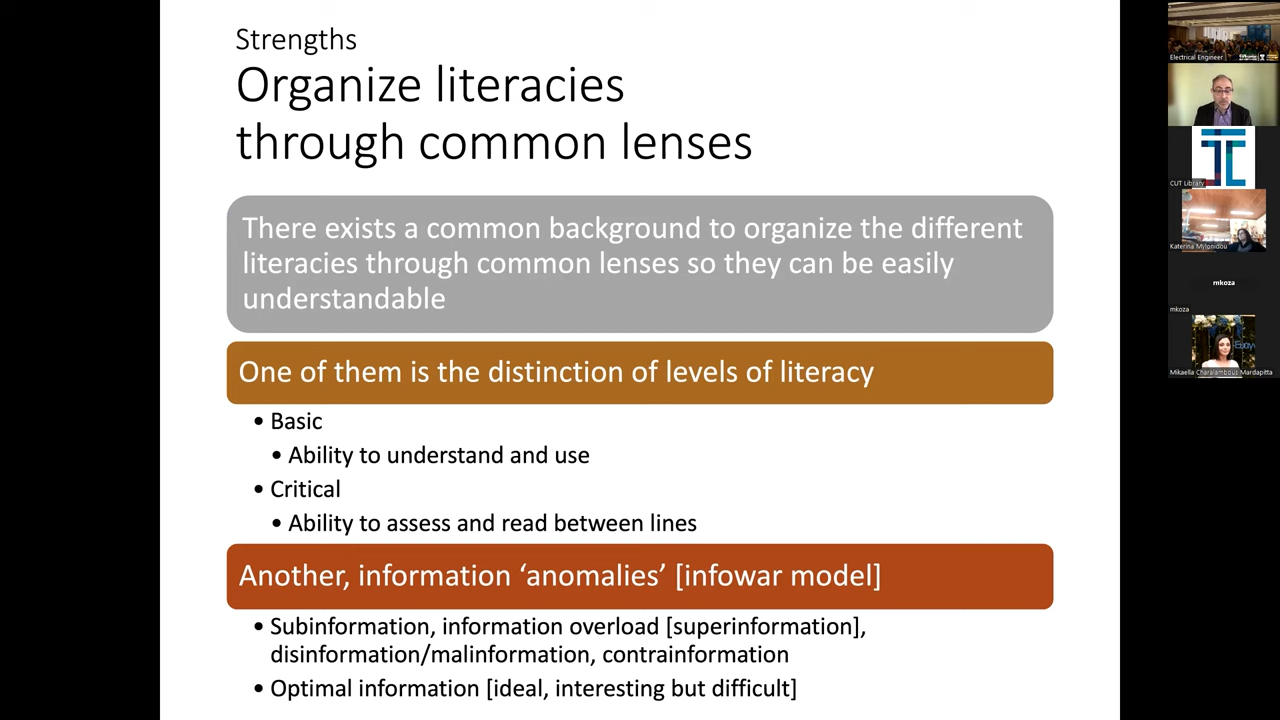 Strengths
Organize literacies
through common lenses
There exists a common background to organize the different
literacies through common lenses so they can be easily
understandable
One of them is the distinction of levels of literacy
• Basic
• Ability to understand and use
• Critical
• Ability to assess and read between lines
Another, information ‘anomalies’ [infowar model]
• Subinformation, information overload [superinformation],
disinformation/malinformation, contrainformation
• Optimal information [ideal, interesting but difficult]
Electrical Engineer
CUT Library
Katerina Mylonidou
mkoza
mkoza
Mikaella Charalambous Mardapitta